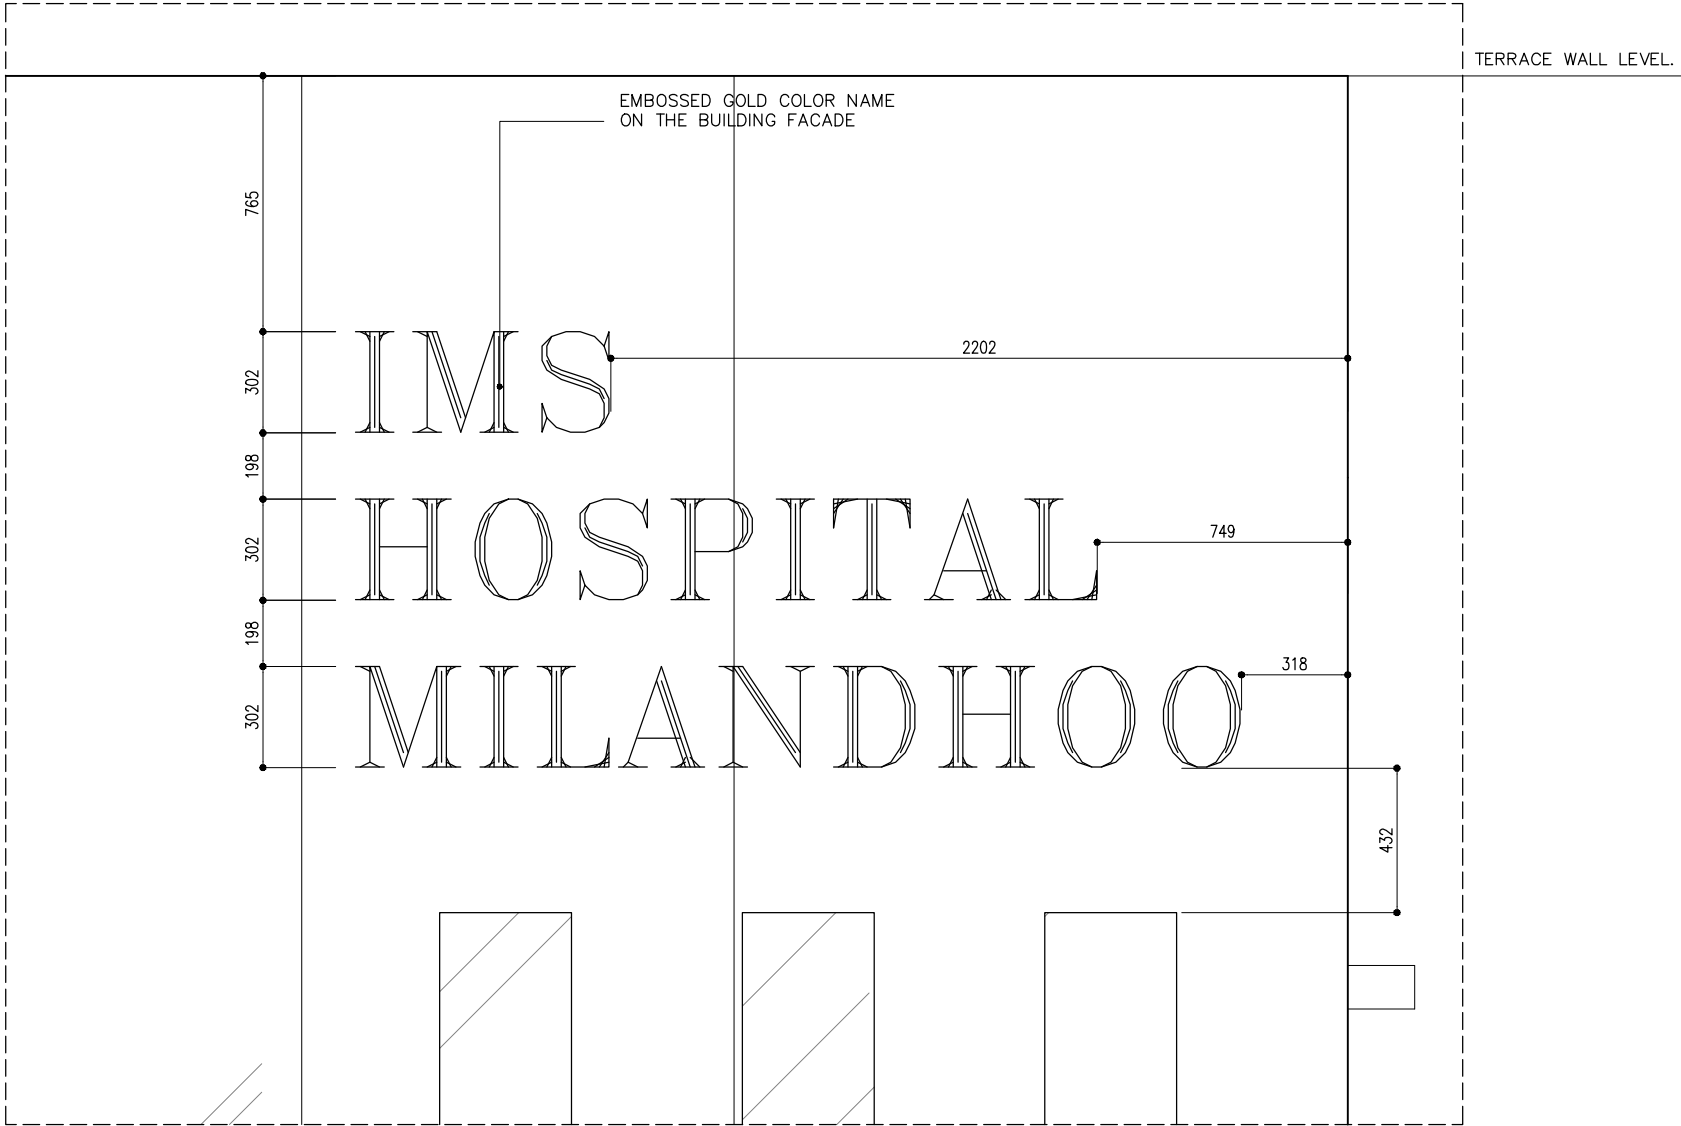 TERRACE WALL LEVEL.
EMBOSSED GOLD COLOR NAME
ON THE BUILDING FACADE
765
IMS
2202
302
198
HOSPITAL
749
302
198
MILANDHOO
318
302
432